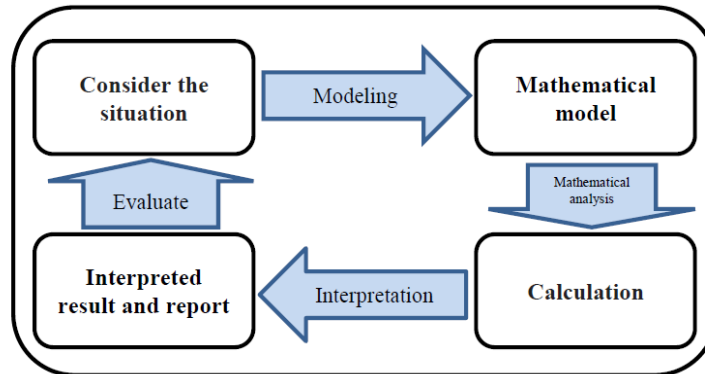 Consider the
situation
Modeling
Mathematical
model
Mathematical
analysis
Evaluate
Interpreted
result and report
Interpretation
Calculation